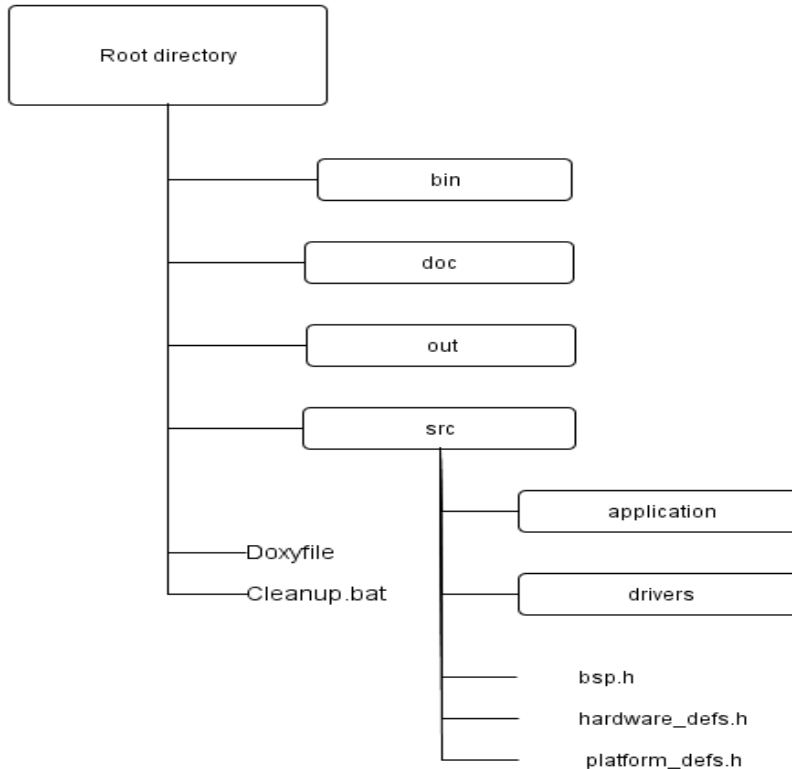 Root directory
bin
doc
out
src
application
Doxyfile
drivers
Cleanup.bat
bsp.h
hardware_defs.h
platform_defs.h